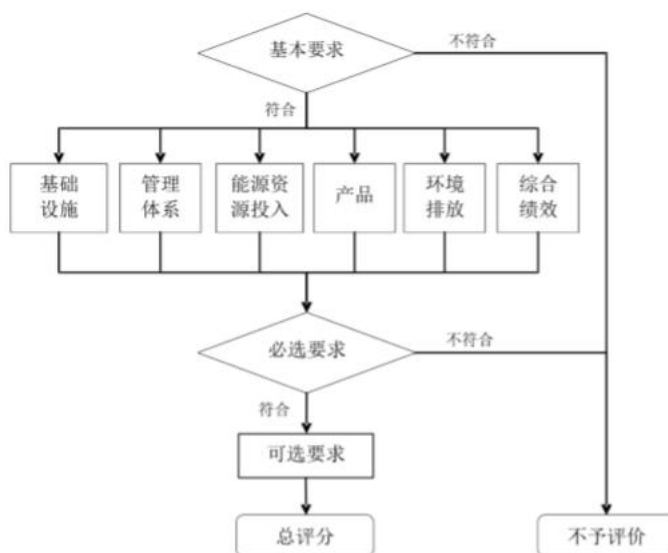 基本要求
不符合
符合
基础
设施
管理
体系
能源资
源投入
产品
环境
排放
综合
绩效
必选要求
不符合
符合
可选要求
总评分
不予评价